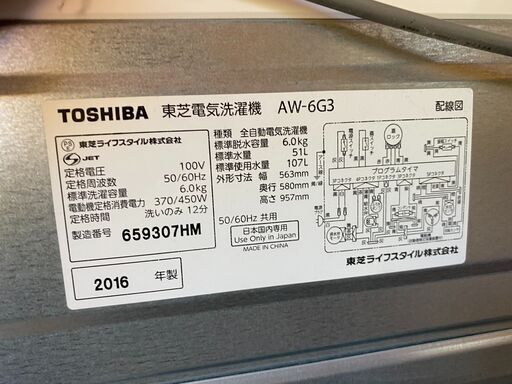 TOSHIBA 東芝電気洗濯機 AW-6G3 配線図
東芝ライフスタイル株式会社
S JET
定格電圧 100V
定格周波数 50/60Hz
標準洗濯容量 6.0kg
電動機定格消費電力 370/450W
定格時間 洗いのみ 12分
製造番号 659307HM
2016 年製
種類 全自動電気洗濯機
標準脱水容量 6.0kg
標準水量 51L
標準使用水量 107L
外形寸法 幅 563mm
奥行 580mm
高さ 957mm
50/60Hz 共用
日本国内専用
Use Only in Japan
MADE IN CHINA
プログラムタイマ
東芝ライフスタイル株式会社